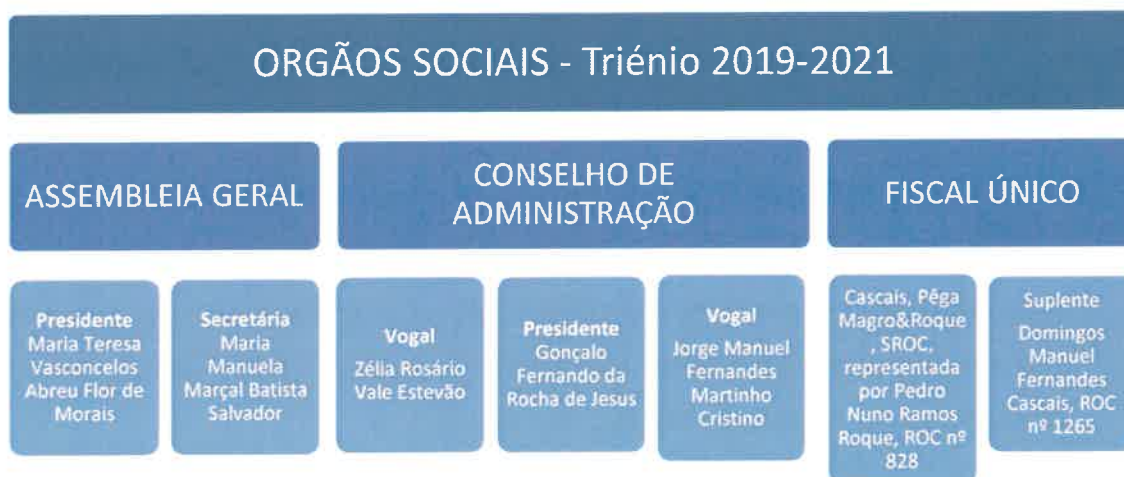 ORGÃOS SOCIAIS - Triénio 2019-2021
ASSEMBLEIA GERAL
CONSELHO DE
ADMINISTRAÇÃO
FISCAL ÚNICO
Presidente
Maria Teresa
Vasconcelos
Abreu Flor de
Morais
Secretária
Maria
Manuela
Marçal Batista
Salvador
Vogal
Zélia Rosário
Vale Estevão
Presidente
Gonçalo
Fernando da
Rocha de Jesus
Vogal
Jorge Manuel
Fernandes
Martinho
Cristino
Cascais, Pêga
Magro&Roque
, SROC,
representada
por Pedro
Nuno Ramos
Roque, ROC nº
828
Suplente
Domingos
Manuel
Fernandes
Cascais, ROC
nº 1265